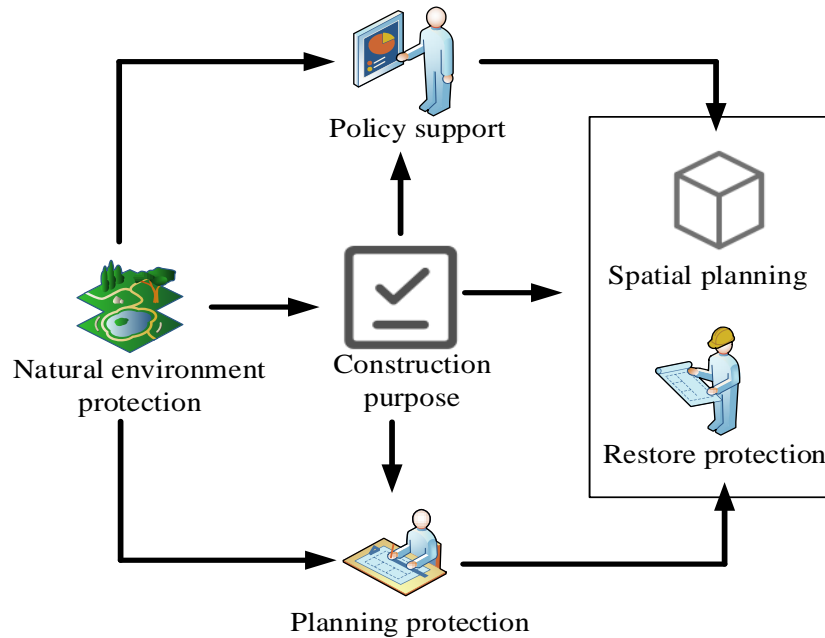 Policy support
Spatial planning
Natural environment
protection
Construction
purpose
Restore protection
Planning protection